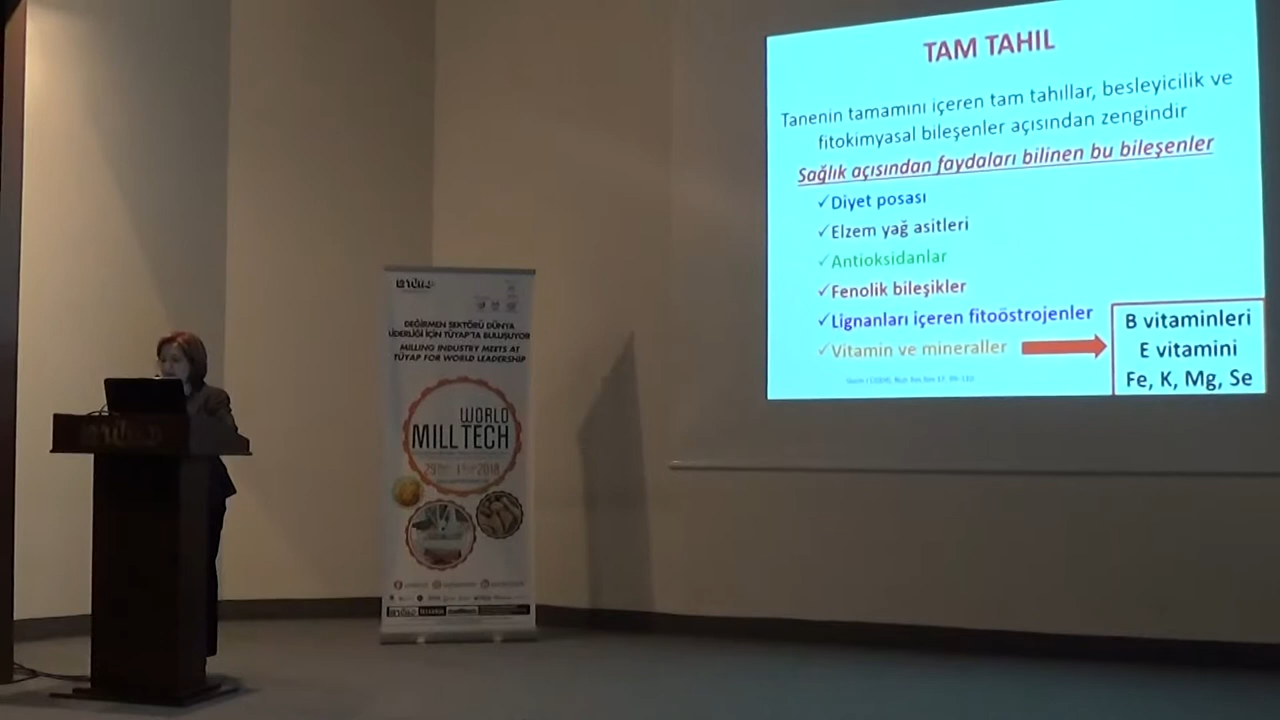 TAM TAHIL
Tanenin tamamını içeren tam tahıllar, besleyicilik ve
fitokimyasal bileşenler açısından zengindir
Sağlık açısından faydaları bilinen bu bileşenler
✓Diyet posası
✓Elzem yağ asitleri
✓Antioksidanlar
✓Fenolik bileşikler
✓Lignanları içeren fitoöstrojenler
✓Vitamin ve mineraller
B vitaminleri
E vitamini
Fe, K, Mg, Se
DEĞİRMEN SEKTÖRÜ DÜNYA
LİDERLİĞİ İÇİN TÜYAP'TA BULUŞUYOR
MILLING INDUSTRY MEETS AT
TÜYAP FOR WORLD LEADERSHIP
WORLD
MILLTECH
2018